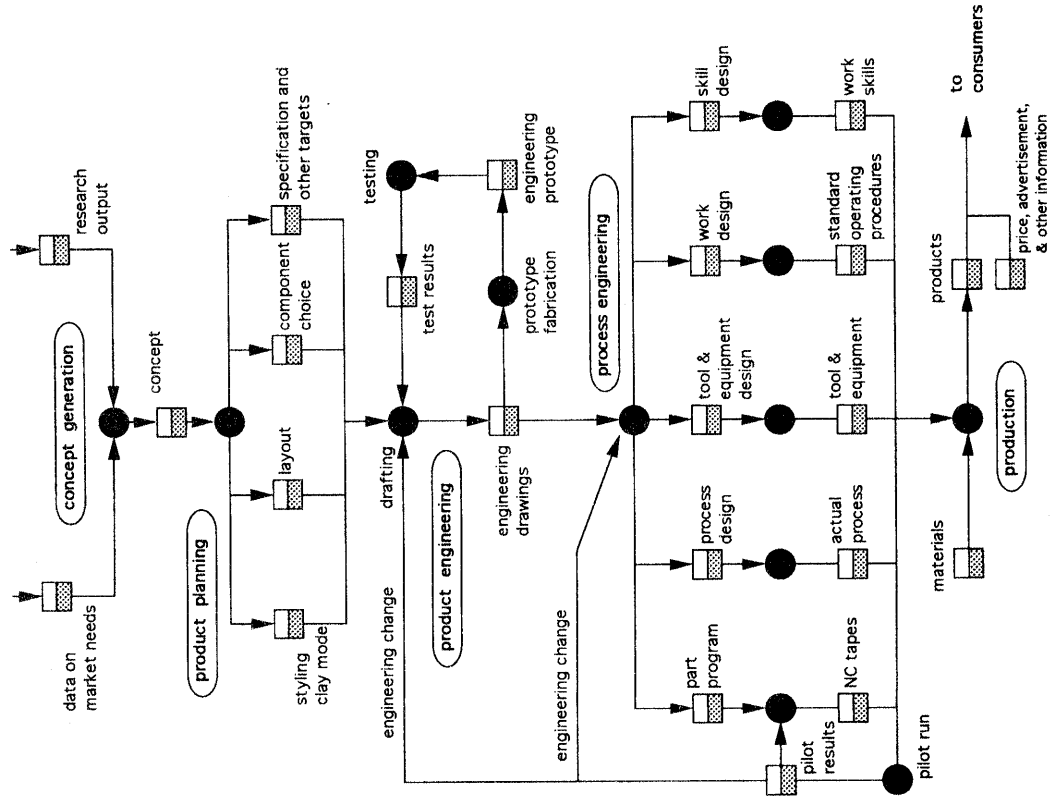 data on
market needs
research
output
concept generation
concept
product planning
styling
clay mode
layout
component
choice
specification and
other targets
engineering change
drafting
product engineering
testing
test results
engineering
drawings
prototype
fabrication
engineering
prototype
engineering change
process engineering
part
program
process
design
tool &
equipment
design
work
design
skill
design
pilot
results
NC tapes
actual
process
tool &
equipment
standard
operating
procedures
work
skills
pilot run
materials
production
products
price, advertisement,
& other information
to
consumers